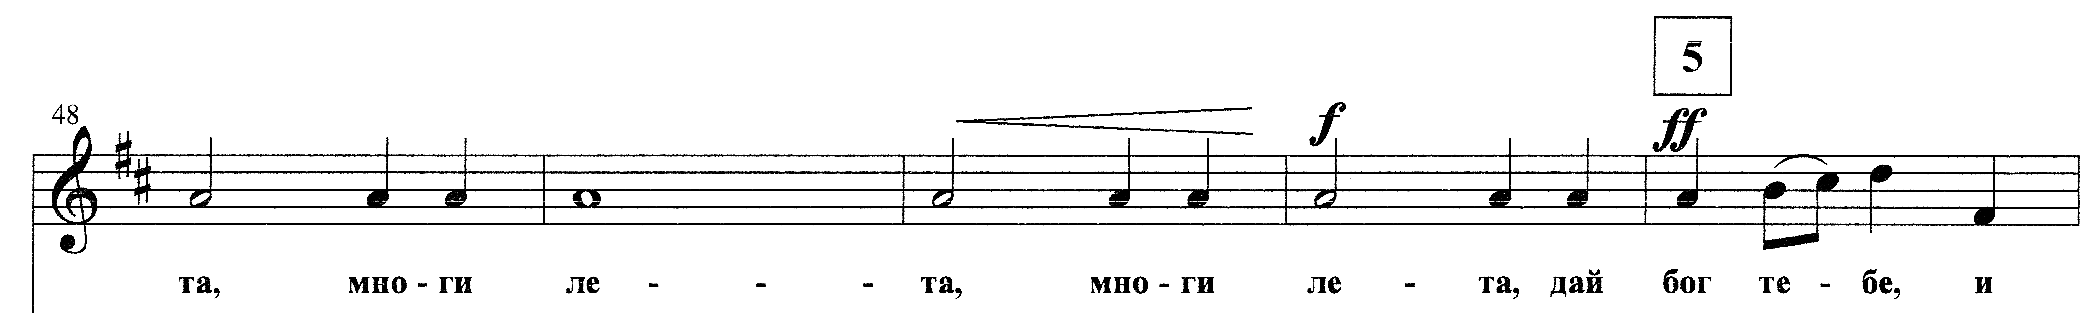 5
48
f ff
та, мно - ги ле - - - та, мно - ги ле - та, дай бог те - бе, и